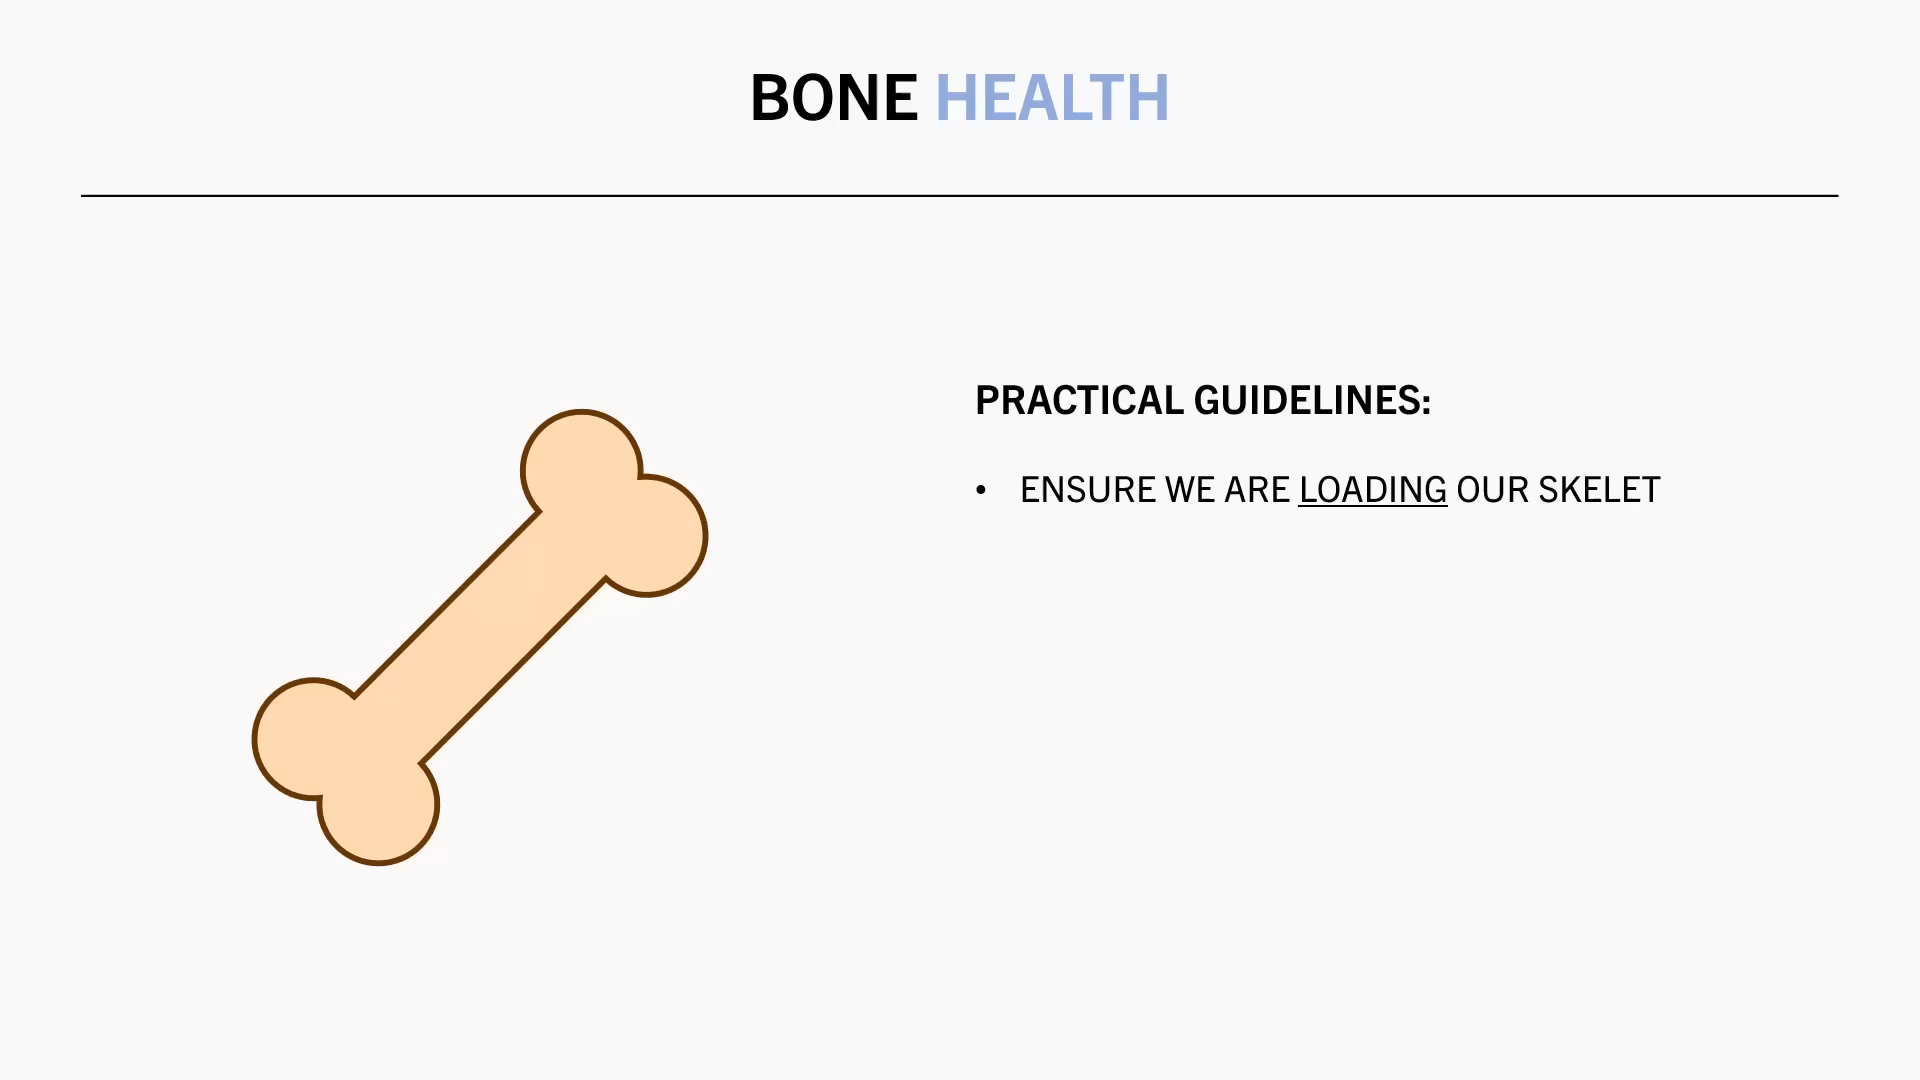 BONE HEALTH
PRACTICAL GUIDELINES:
• ENSURE WE ARE LOADING OUR SKELET